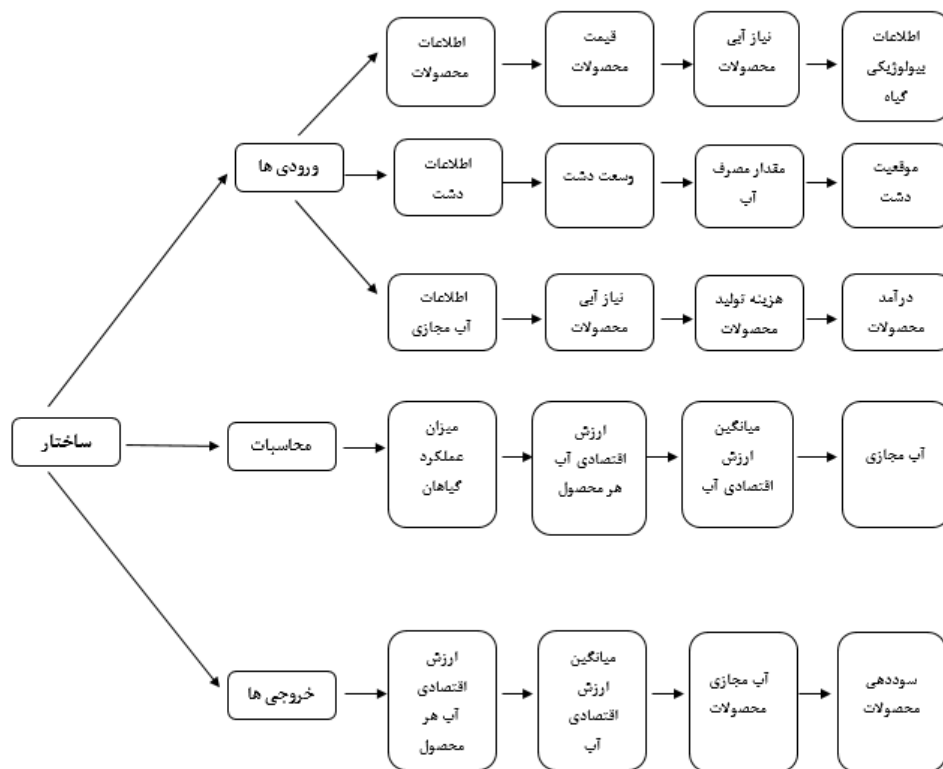 اطلاعات
محصولات
قیمت
محصولات
نیاز آبی
محصولات
اطلاعات
بیولوژیکی
گیاه
ورودی ها
اطلاعات
دشت
وسعت دشت
مقدار مصرف
آب
موقعیت
دشت
اطلاعات
آب مجازی
نیاز آبی
محصولات
هزینه تولید
محصولات
درآمد
محصولات
ساختار
محاسبات
میزان
عملکرد
گیاهان
ارزش
اقتصادی آب
هر محصول
میانگین
ارزش
اقتصادی آب
آب مجازی
خروجی ها
ارزش
اقتصادی
آب هر
محصول
میانگین
ارزش
اقتصادی
آب
آب مجازی
محصولات
سوددهی
محصولات